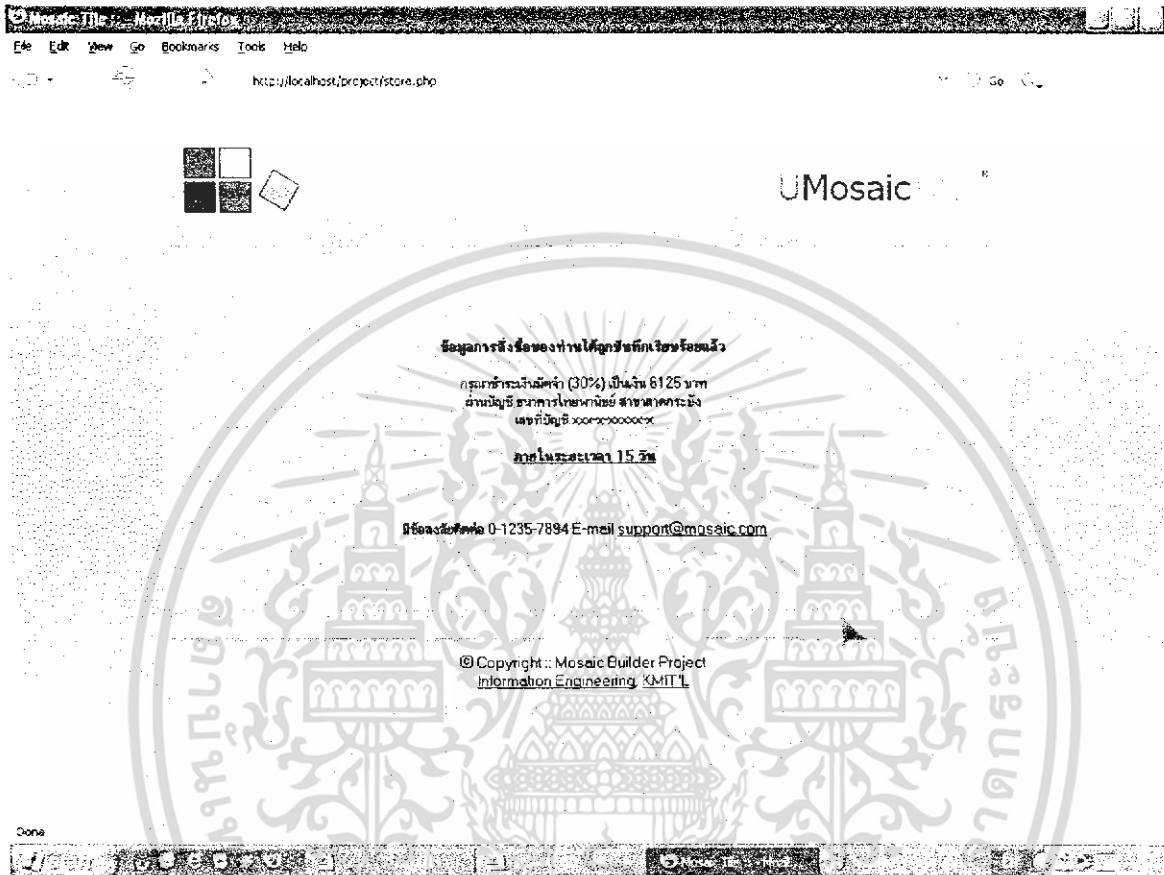 Mosaic Tile :: - Mozilla Firefox
File Edit View Go Bookmarks Tools Help
http://localhost/project/store.php
Go
UMosaic
ข้อมูลการสั่งซื้อของท่านได้ถูกบันทึกเรียบร้อยแล้ว
กรุณาชำระเงินมัดจำ (30%) เป็นเงิน 6125 บาท
ผ่านบัญชี ธนาคารไทยพาณิชย์ สาขาลาดกระบัง
เลขที่บัญชี
ภายในระยะเวลา 15 วัน
มีข้อสงสัยติดต่อ 0-1235-7894 E-mail support@mosaic.com
© Copyright :: Mosaic Builder Project
Information Engineering, KMIT'L
Done